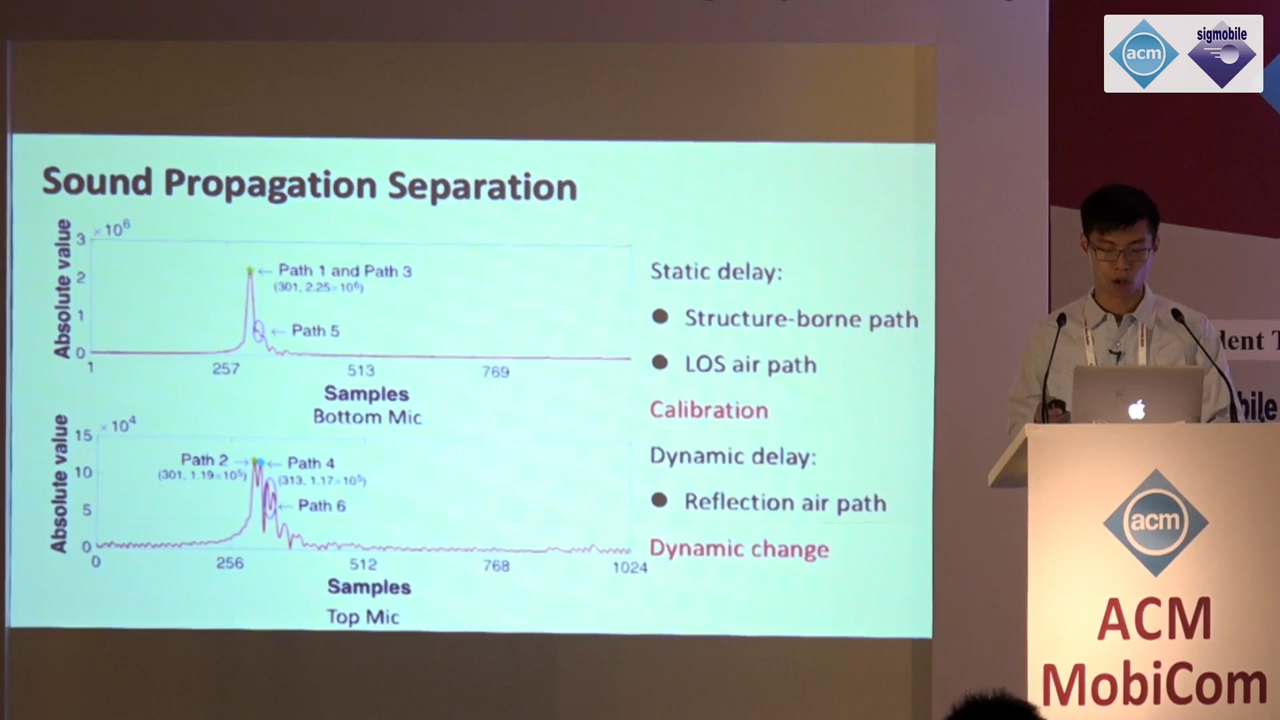 acm
sigmobile
Sound Propagation Separation
Absolute value
×10⁶
3
2
1
0
← Path 1 and Path 3
(301, 2.25×10⁶)
← Path 5
1
257
513
769
Samples
Bottom Mic
Absolute value
×10⁴
15
10
5
0
Path 2 →
(301, 1.19×10⁵)
← Path 4
(313, 1.17×10⁵)
← Path 6
0
256
512
768
1024
Samples
Top Mic
Static delay:
● Structure-borne path
● LOS air path
Calibration
Dynamic delay:
● Reflection air path
Dynamic change
acm
ACM
MobiCom